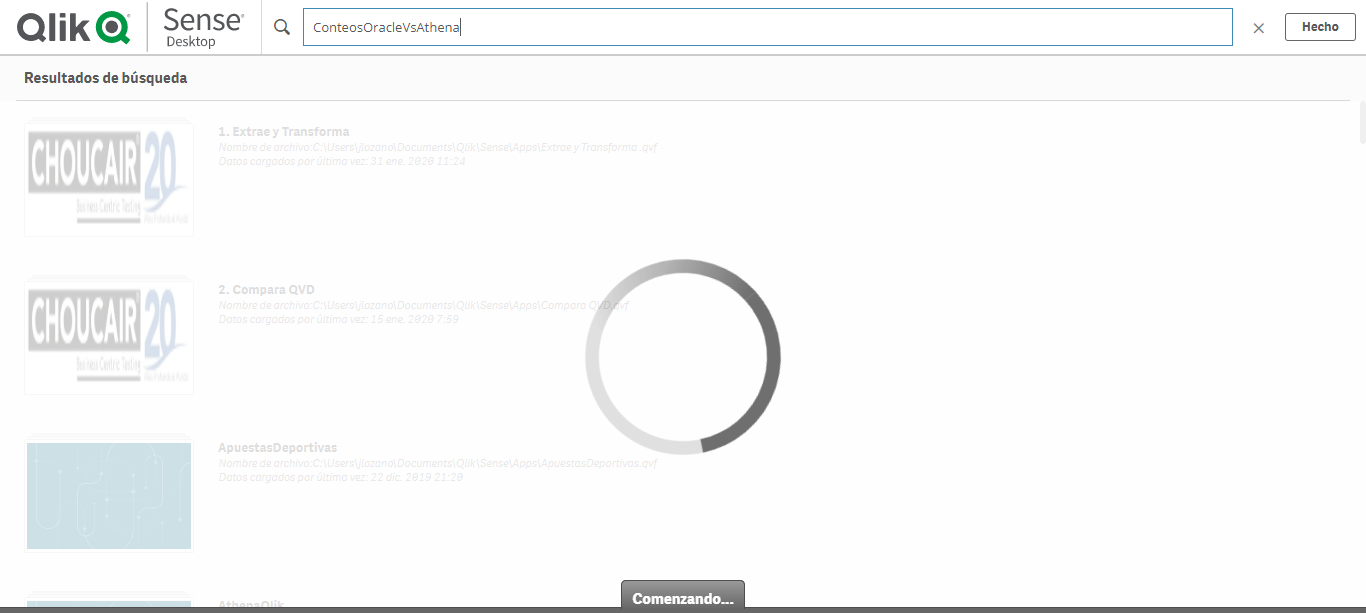 Qlik Sense®
Desktop
ConteosOracleVsAthena
Hecho
Resultados de búsqueda
CHOUCAIR 20
Business Centric Testing
1. Extrae y Transforma
Nombre de archivo:C:\Users\jlozano\Documents\Qlik\Sense\Apps\Extrae y Transforma .qvf
Datos cargados por última vez: 31 ene. 2020 11:24
CHOUCAIR 20
Business Centric Testing
2. Compara QVD
Nombre de archivo:C:\Users\jlozano\Documents\Qlik\Sense\Apps\Compara QVD.qvf
Datos cargados por última vez: 15 ene. 2020 7:59
ApuestasDeportivas
Nombre de archivo:C:\Users\jlozano\Documents\Qlik\Sense\Apps\ApuestasDeportivas.qvf
Datos cargados por última vez: 22 dic. 2019 21:20
AthenaQlik
Comenzando...